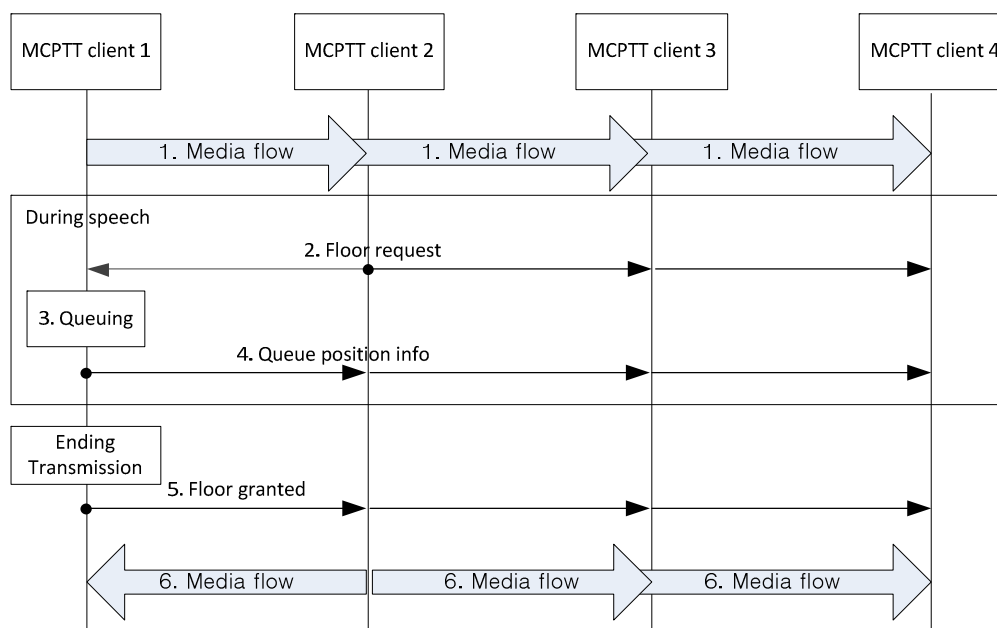 MCPTT client 1
MCPTT client 2
MCPTT client 3
MCPTT client 4
1. Media flow
1. Media flow
1. Media flow
During speech
2. Floor request
3. Queuing
4. Queue position info
Ending
Transmission
5. Floor granted
6. Media flow
6. Media flow
6. Media flow